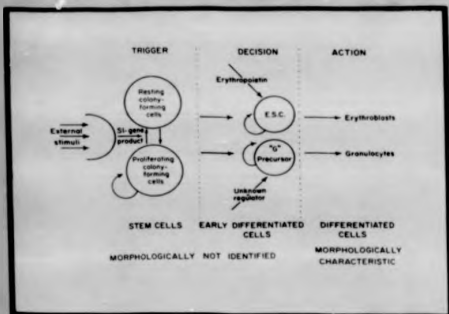 TRIGGER
DECISION
ACTION
Erythropoietin
Resting
colony-
forming
cells
E.S.C.
Erythroblasts
External
stimuli
Sl-gene
product
"G"
Precursor
Granulocytes
Proliferating
colony-
forming
cells
Unknown
regulator
STEM CELLS
EARLY DIFFERENTIATED
CELLS
DIFFERENTIATED
CELLS
MORPHOLOGICALLY NOT IDENTIFIED
MORPHOLOGICALLY
CHARACTERISTIC